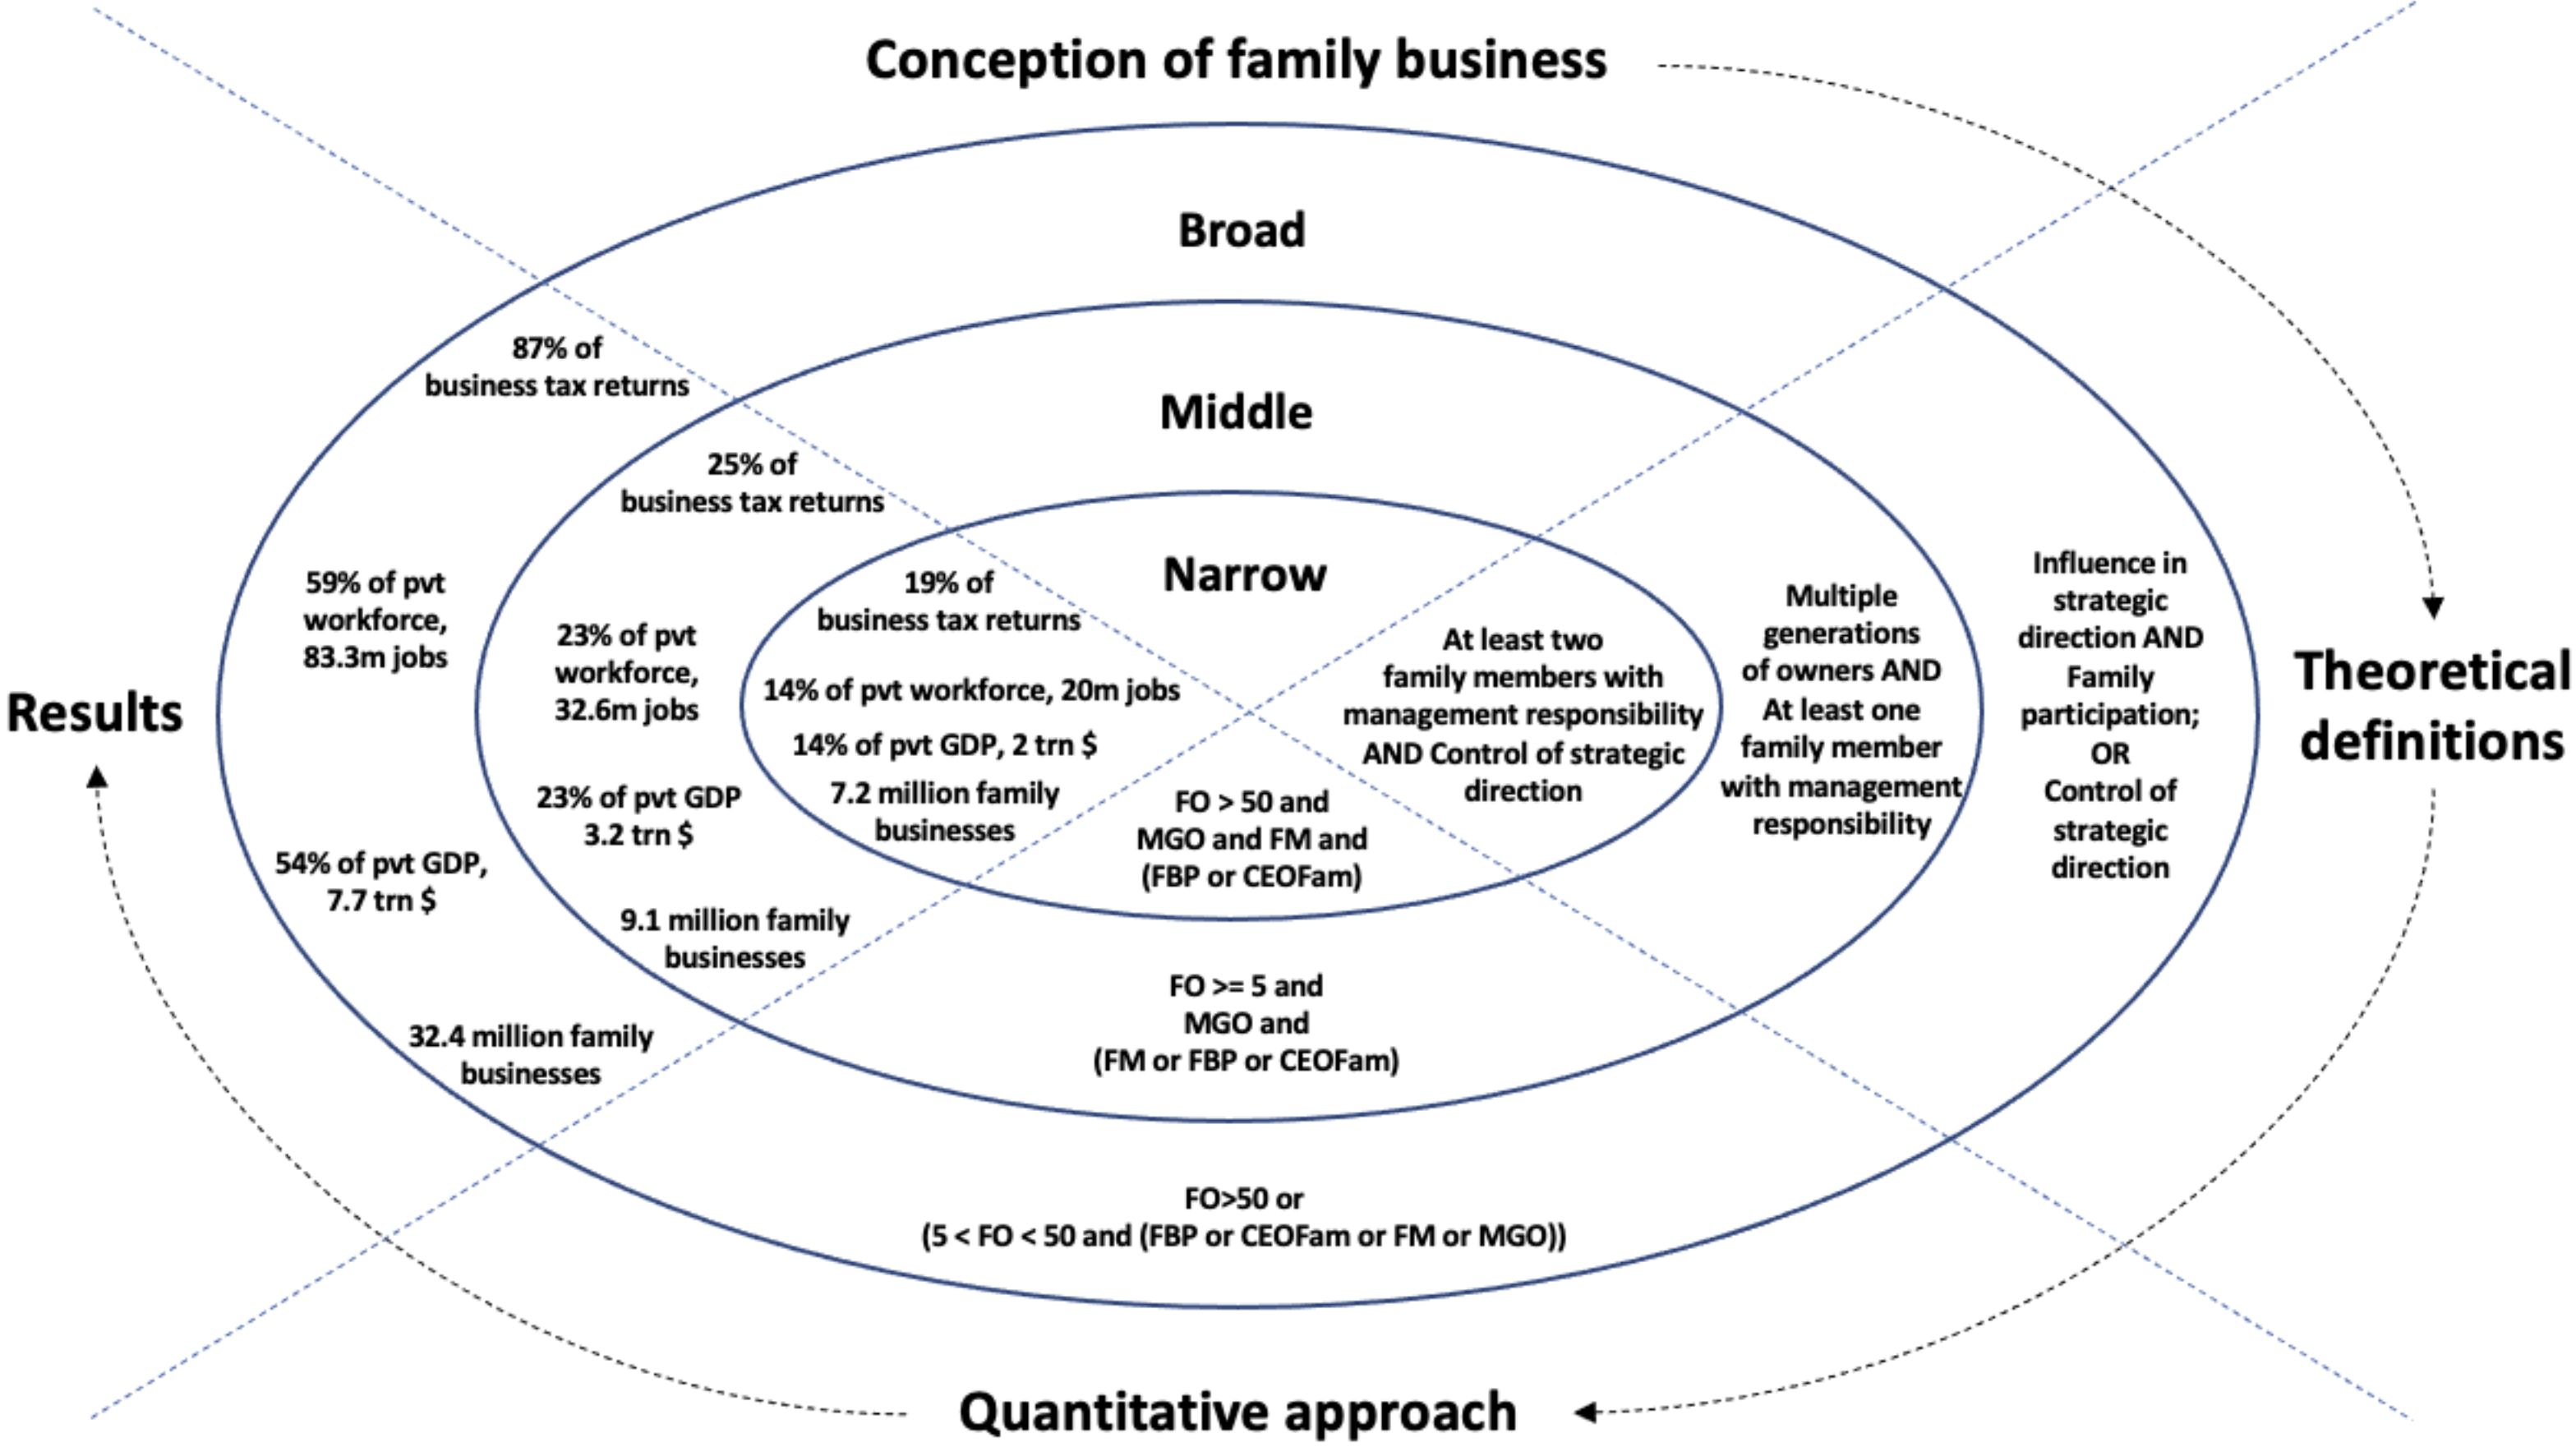 Conception of family business
Broad
Middle
Narrow
87% of
business tax returns
25% of
business tax returns
19% of
business tax returns
59% of pvt
workforce,
83.3m jobs
23% of pvt
workforce,
32.6m jobs
14% of pvt workforce, 20m jobs
14% of pvt GDP, 2 trn $
7.2 million family
businesses
23% of pvt GDP
3.2 trn $
54% of pvt GDP,
7.7 trn $
9.1 million family
businesses
32.4 million family
businesses
Results
At least two
family members with
management responsibility
AND Control of strategic
direction
Multiple
generations
of owners AND
At least one
family member
with management
responsibility
Influence in
strategic
direction AND
Family
participation;
OR
Control of
strategic
direction
Theoretical
definitions
FO > 50 and
MGO and FM and
(FBP or CEOFam)
FO >= 5 and
MGO and
(FM or FBP or CEOFam)
FO>50 or
(5 < FO < 50 and (FBP or CEOFam or FM or MGO))
Quantitative approach